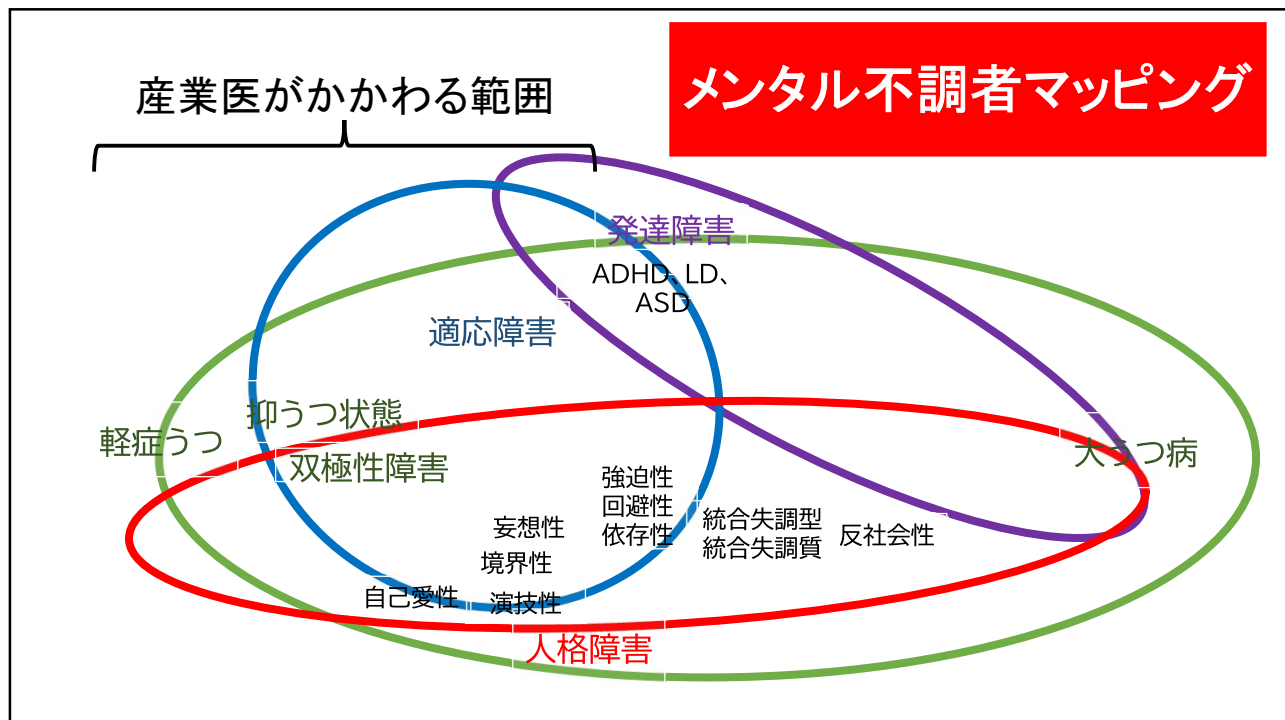 産業医がかかわる範囲
メンタル不調者マッピング
発達障害
ADHD、LD、
ASD
適応障害
抑うつ状態
軽症うつ
双極性障害
大うつ病
強迫性
回避性
依存性
妄想性
境界性
統合失調型
統合失調質
反社会性
自己愛性
演技性
人格障害